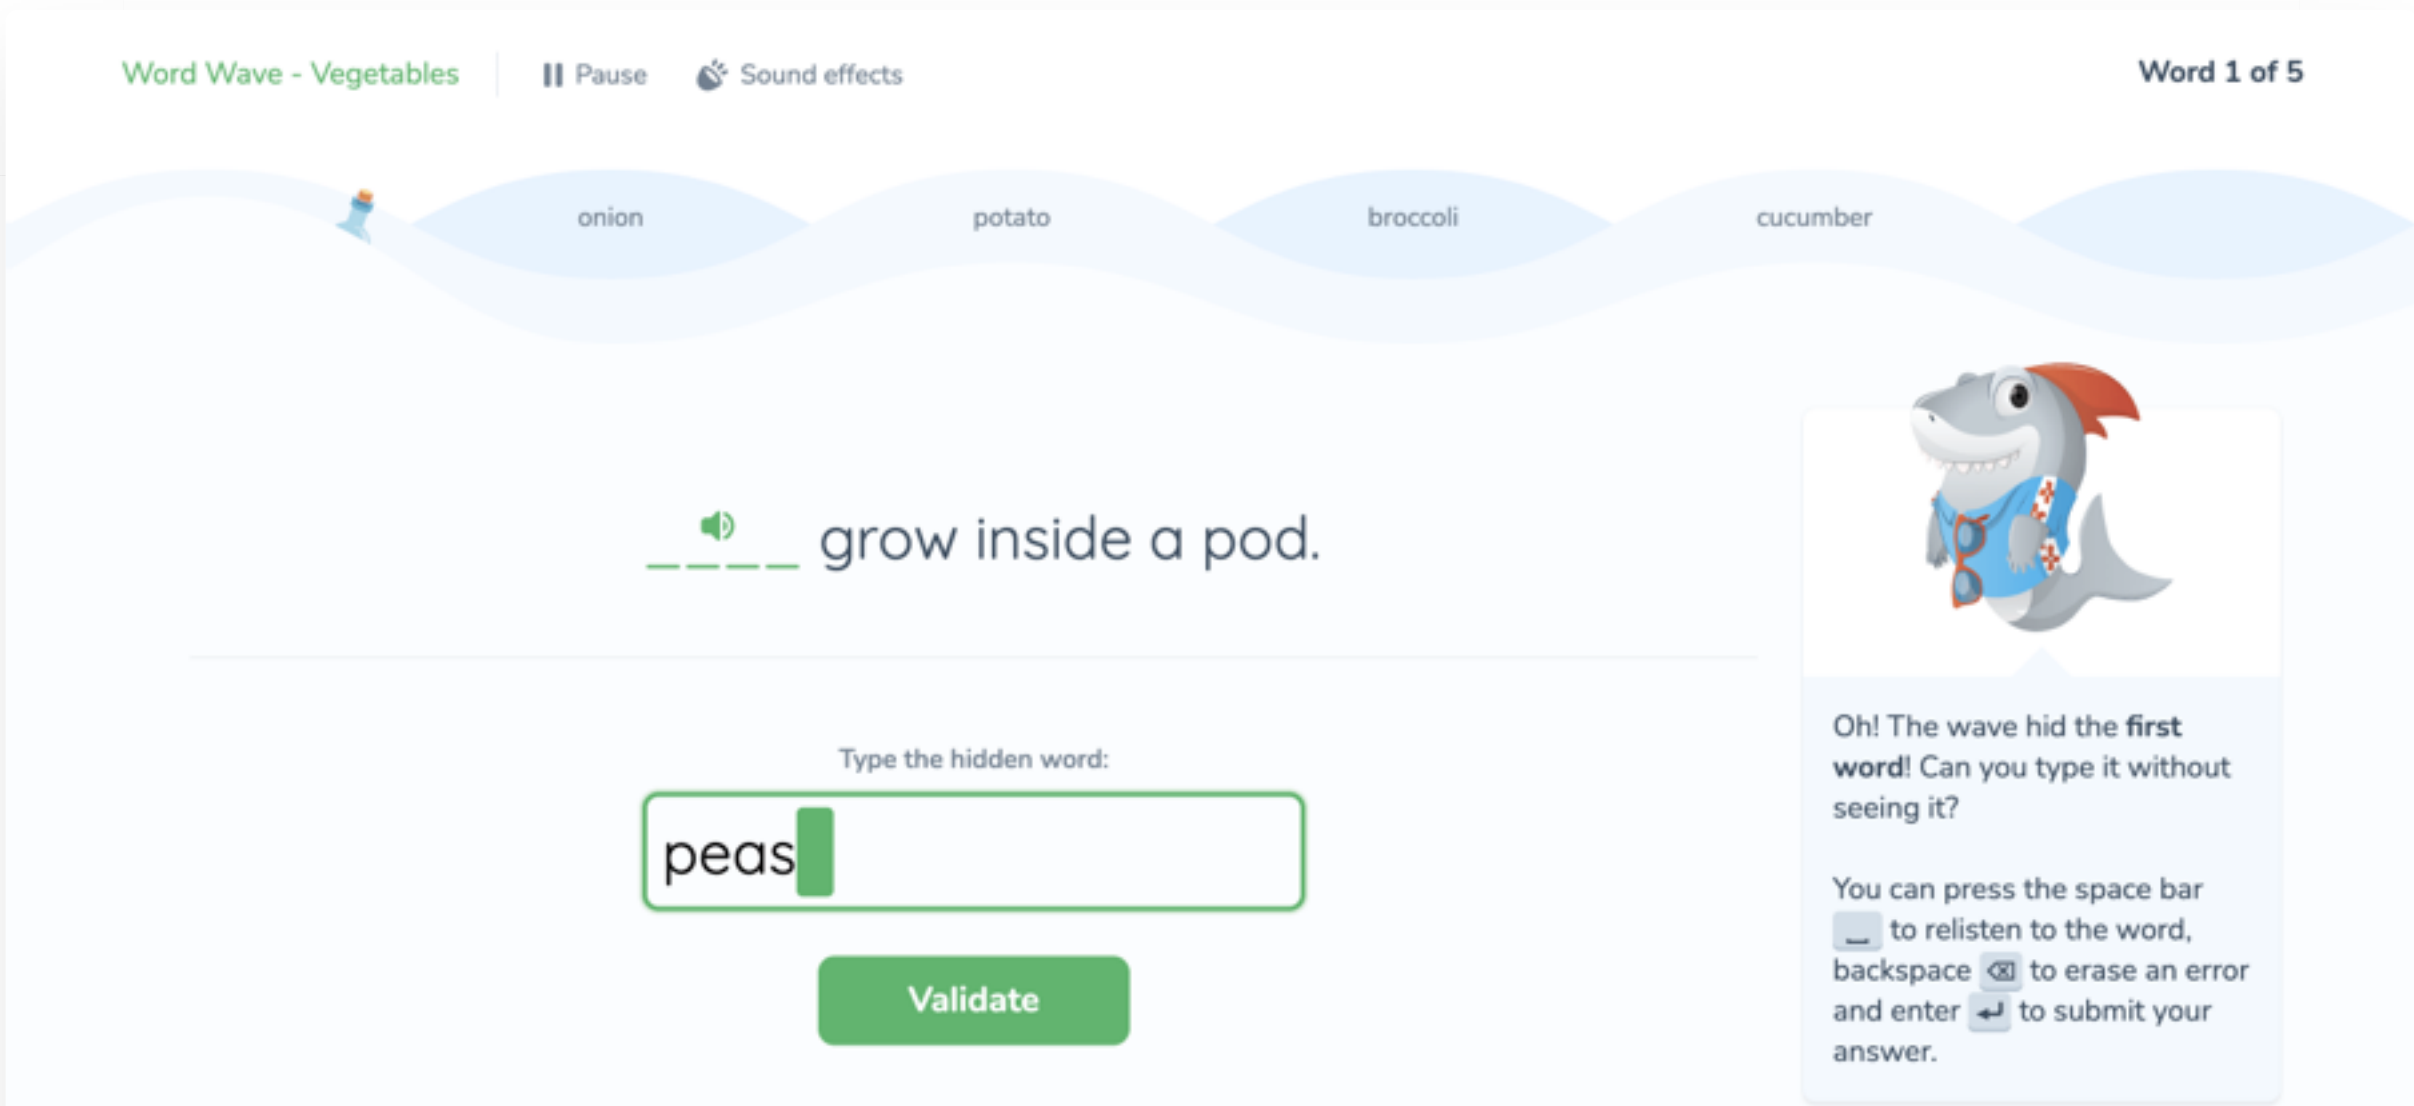 Word Wave - Vegetables
Pause
Sound effects
Word 1 of 5
onion
potato
broccoli
cucumber
____ grow inside a pod.
Type the hidden word:
peas
Validate
Oh! The wave hid the first
word! Can you type it without
seeing it?
You can press the space bar
to relisten to the word,
backspace to erase an error
and enter to submit your
answer.